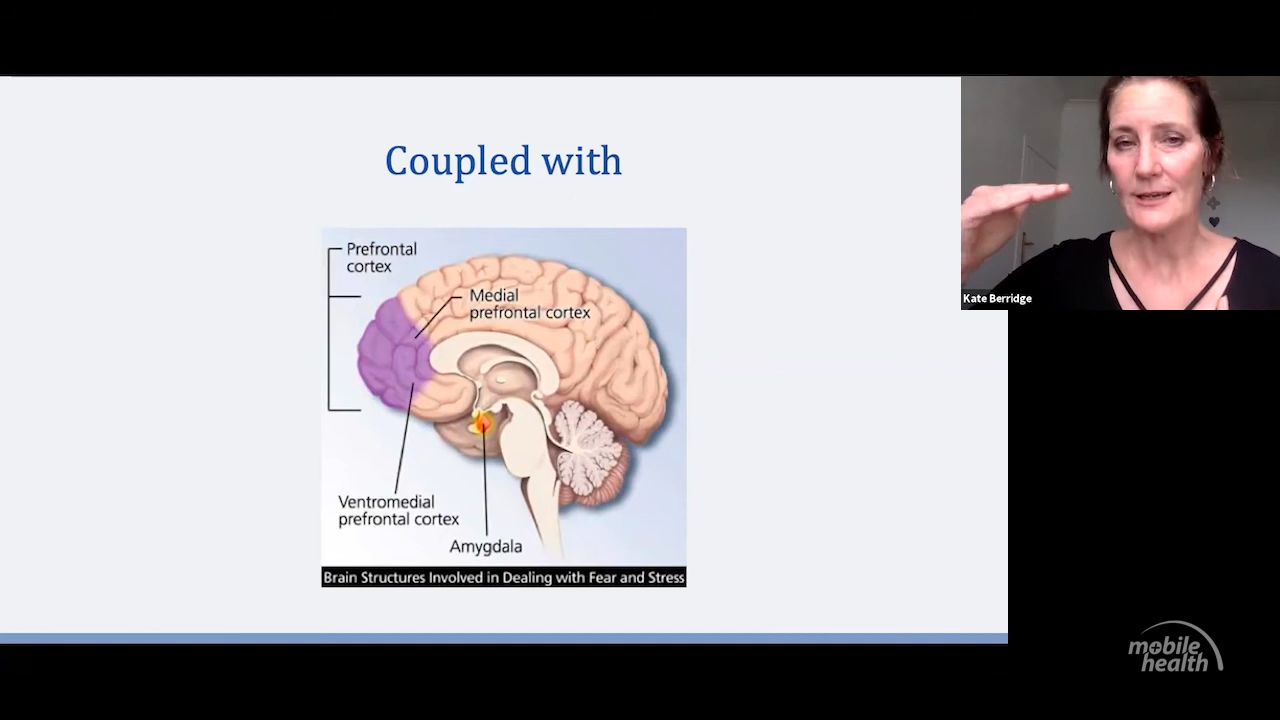 Coupled with
Prefrontal
cortex
Medial
prefrontal cortex
Ventromedial
prefrontal cortex
Amygdala
Brain Structures Involved in Dealing with Fear and Stress
Kate Berridge
mobile
health